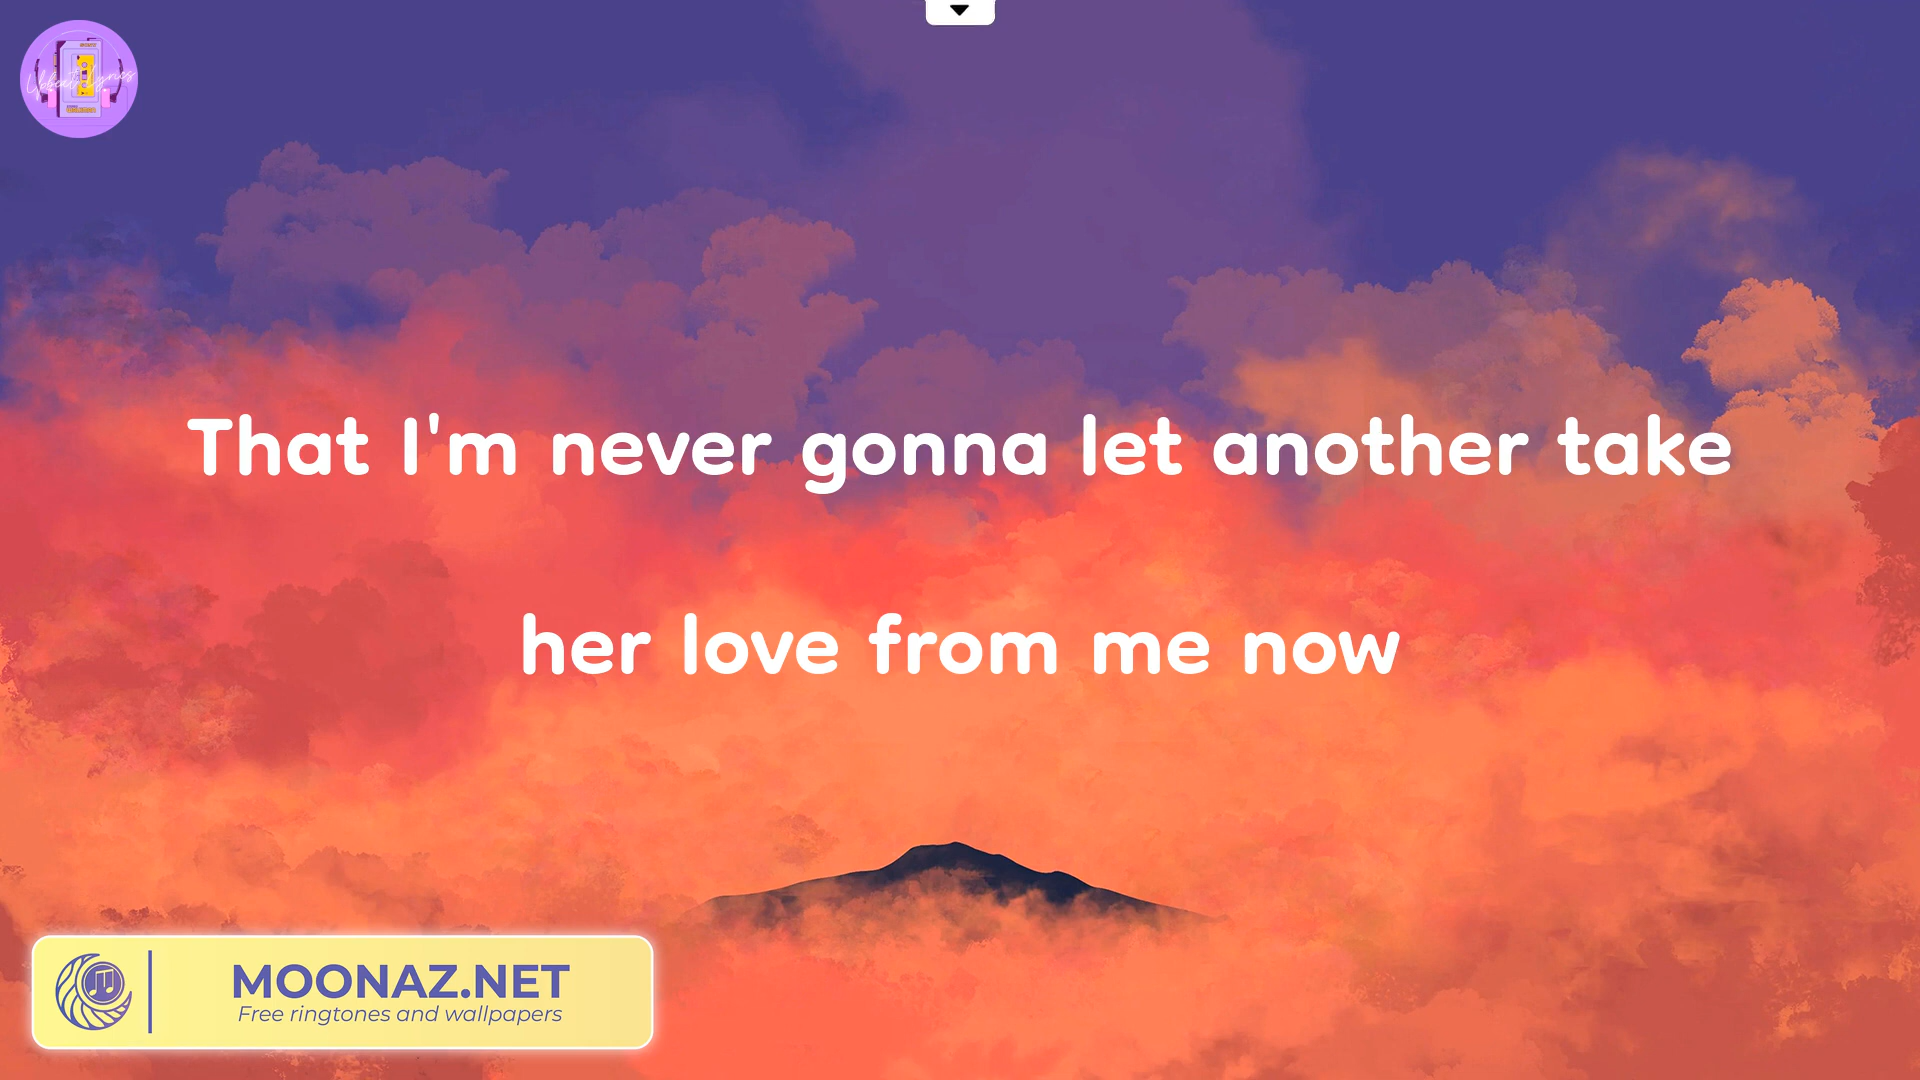 That I'm never gonna let another take
her love from me now
MOONAZ.NET
Free ringtones and wallpapers